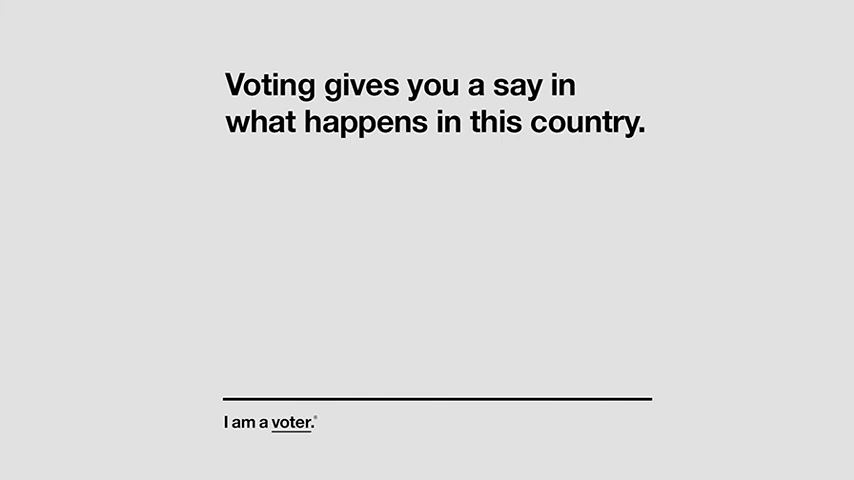 Voting gives you a say in
what happens in this country.
I am a voter.®